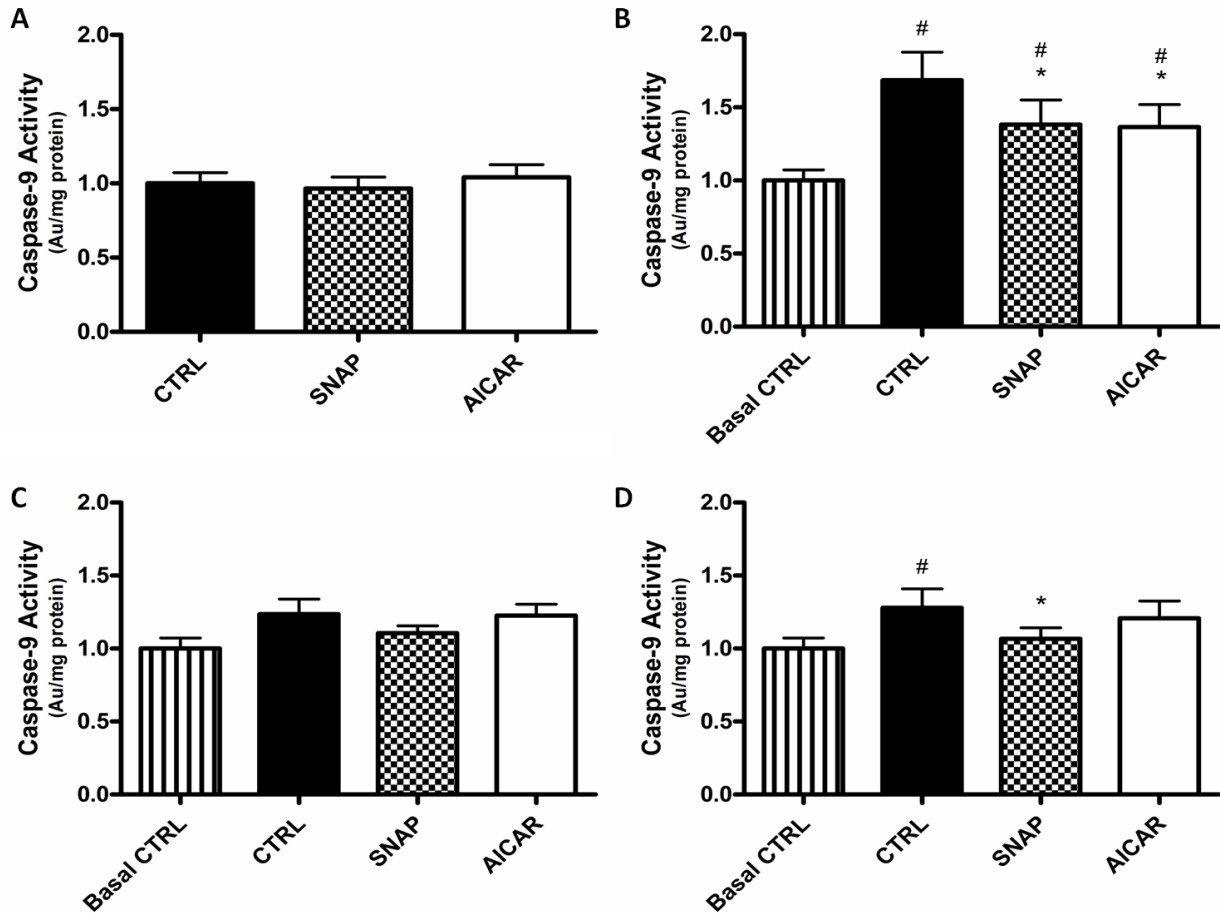 A
2.0
1.5
1.0
0.5
0.0
Caspase-9 Activity
(Au/mg protein)
CTRL
SNAP
AICAR
B
2.0
1.5
1.0
0.5
0.0
Caspase-9 Activity
(Au/mg protein)
#
#
*
#
*
Basal CTRL
CTRL
SNAP
AICAR
C
2.0
1.5
1.0
0.5
0.0
Caspase-9 Activity
(Au/mg protein)
Basal CTRL
CTRL
SNAP
AICAR
D
2.0
1.5
1.0
0.5
0.0
Caspase-9 Activity
(Au/mg protein)
#
*
Basal CTRL
CTRL
SNAP
AICAR